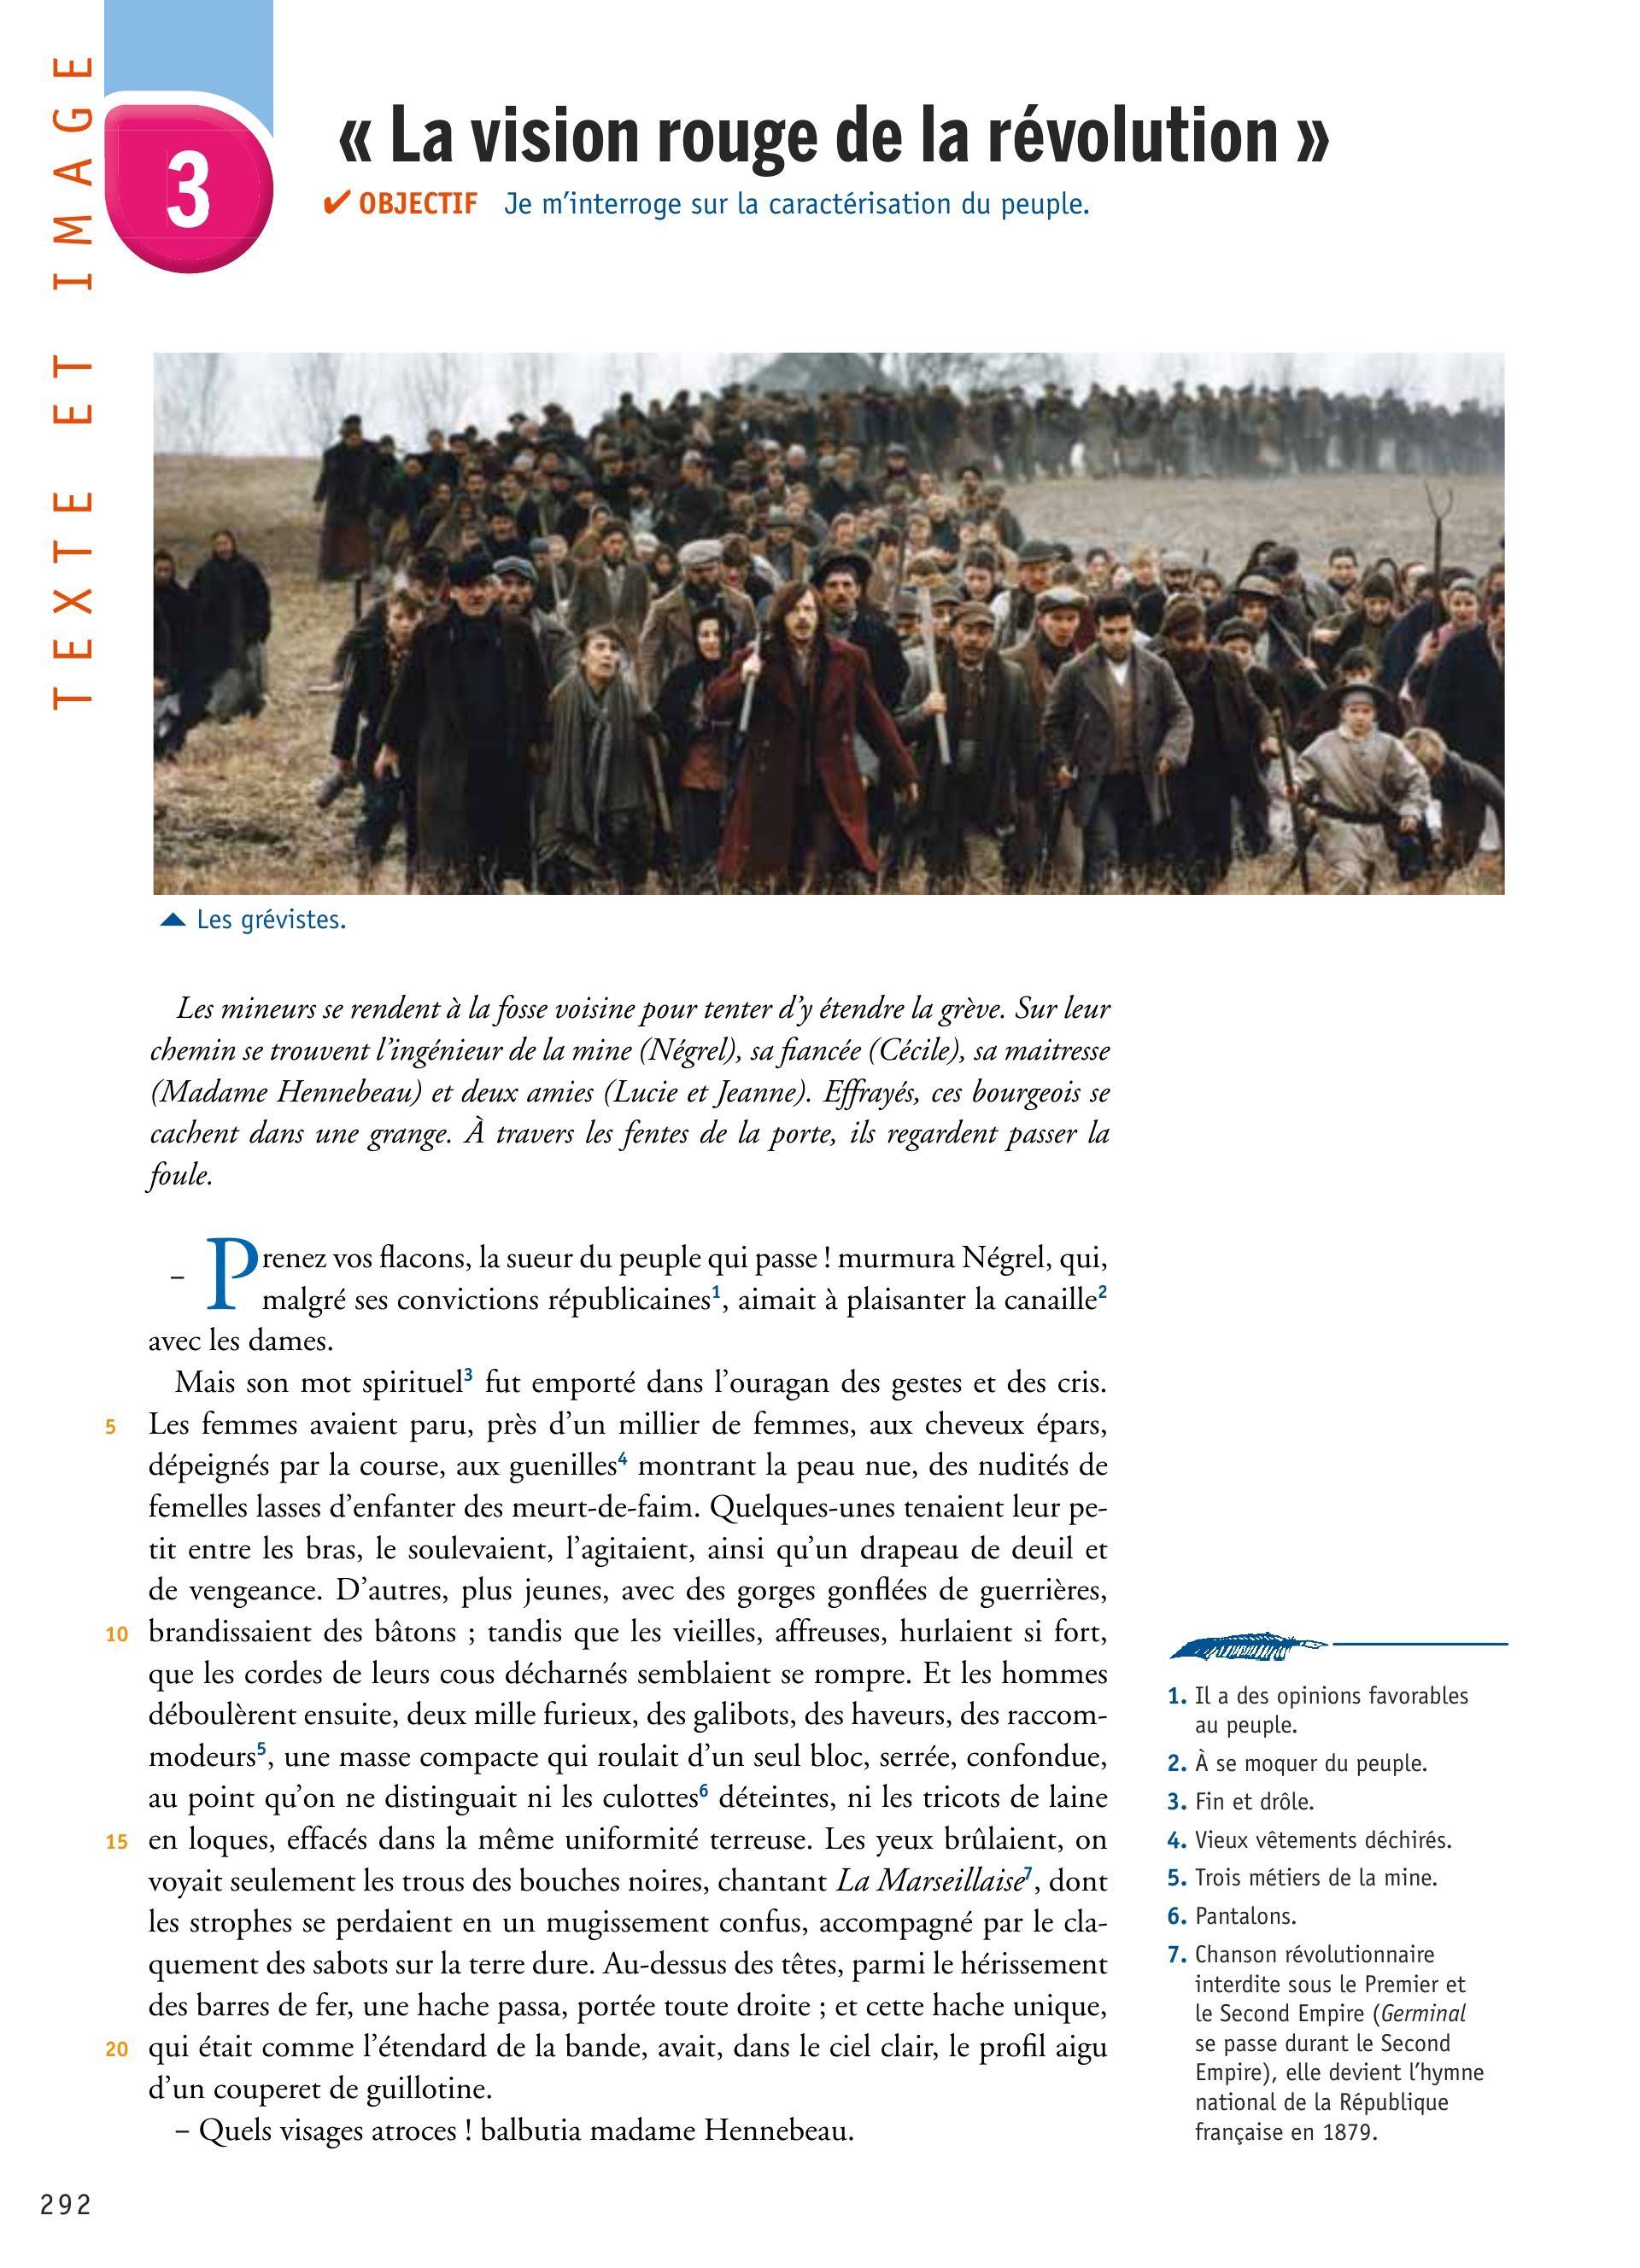 TEXTE ET IMAGE
3
« La vision rouge de la révolution »
✔ OBJECTIF Je m’interroge sur la caractérisation du peuple.
▲ Les grévistes.
Les mineurs se rendent à la fosse voisine pour tenter d’y étendre la grève. Sur leur
chemin se trouvent l’ingénieur de la mine (Négrel), sa fiancée (Cécile), sa maitresse
(Madame Hennebeau) et deux amies (Lucie et Jeanne). Effrayés, ces bourgeois se
cachent dans une grange. À travers les fentes de la porte, ils regardent passer la
foule.
– Prenez vos flacons, la sueur du peuple qui passe ! murmura Négrel, qui,
malgré ses convictions républicaines1, aimait à plaisanter la canaille2
avec les dames.
Mais son mot spirituel3 fut emporté dans l’ouragan des gestes et des cris.
5 Les femmes avaient paru, près d’un millier de femmes, aux cheveux épars,
dépeignés par la course, aux guenilles4 montrant la peau nue, des nudités de
femelles lasses d’enfanter des meurt-de-faim. Quelques-unes tenaient leur pe-
tit entre les bras, le soulevaient, l’agitaient, ainsi qu’un drapeau de deuil et
de vengeance. D’autres, plus jeunes, avec des gorges gonflées de guerrières,
10 brandissaient des bâtons ; tandis que les vieilles, affreuses, hurlaient si fort,
que les cordes de leurs cous décharnés semblaient se rompre. Et les hommes
déboulèrent ensuite, deux mille furieux, des galibots, des haveurs, des raccom-
modeurs5, une masse compacte qui roulait d’un seul bloc, serrée, confondue,
au point qu’on ne distinguait ni les culottes6 déteintes, ni les tricots de laine
15 en loques, effacés dans la même uniformité terreuse. Les yeux brûlaient, on
voyait seulement les trous des bouches noires, chantant La Marseillaise7, dont
les strophes se perdaient en un mugissement confus, accompagné par le cla-
quement des sabots sur la terre dure. Au-dessus des têtes, parmi le hérissement
des barres de fer, une hache passa, portée toute droite ; et cette hache unique,
20 qui était comme l’étendard de la bande, avait, dans le ciel clair, le profil aigu
d’un couperet de guillotine.
– Quels visages atroces ! balbutia madame Hennebeau.
1. Il a des opinions favorables
au peuple.
2. À se moquer du peuple.
3. Fin et drôle.
4. Vieux vêtements déchirés.
5. Trois métiers de la mine.
6. Pantalons.
7. Chanson révolutionnaire
interdite sous le Premier et
le Second Empire (Germinal
se passe durant le Second
Empire), elle devient l’hymne
national de la République
française en 1879.
292